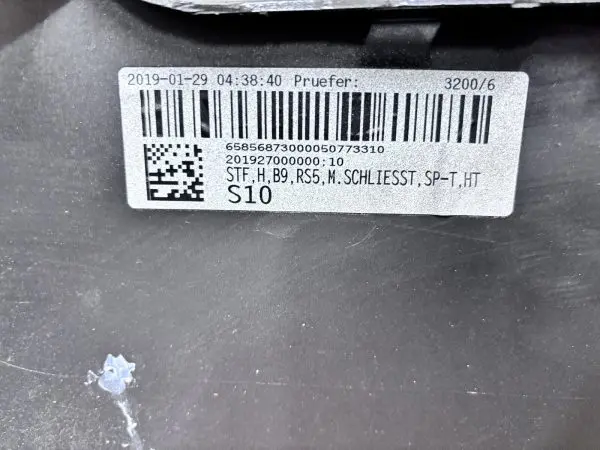 2019-01-29 04:38:40 Pruefer: 3200/6
65856873000050773310
201927000000;10
STF,H,B9,RS5,M.SCHLIESST,SP-T,HT
S10